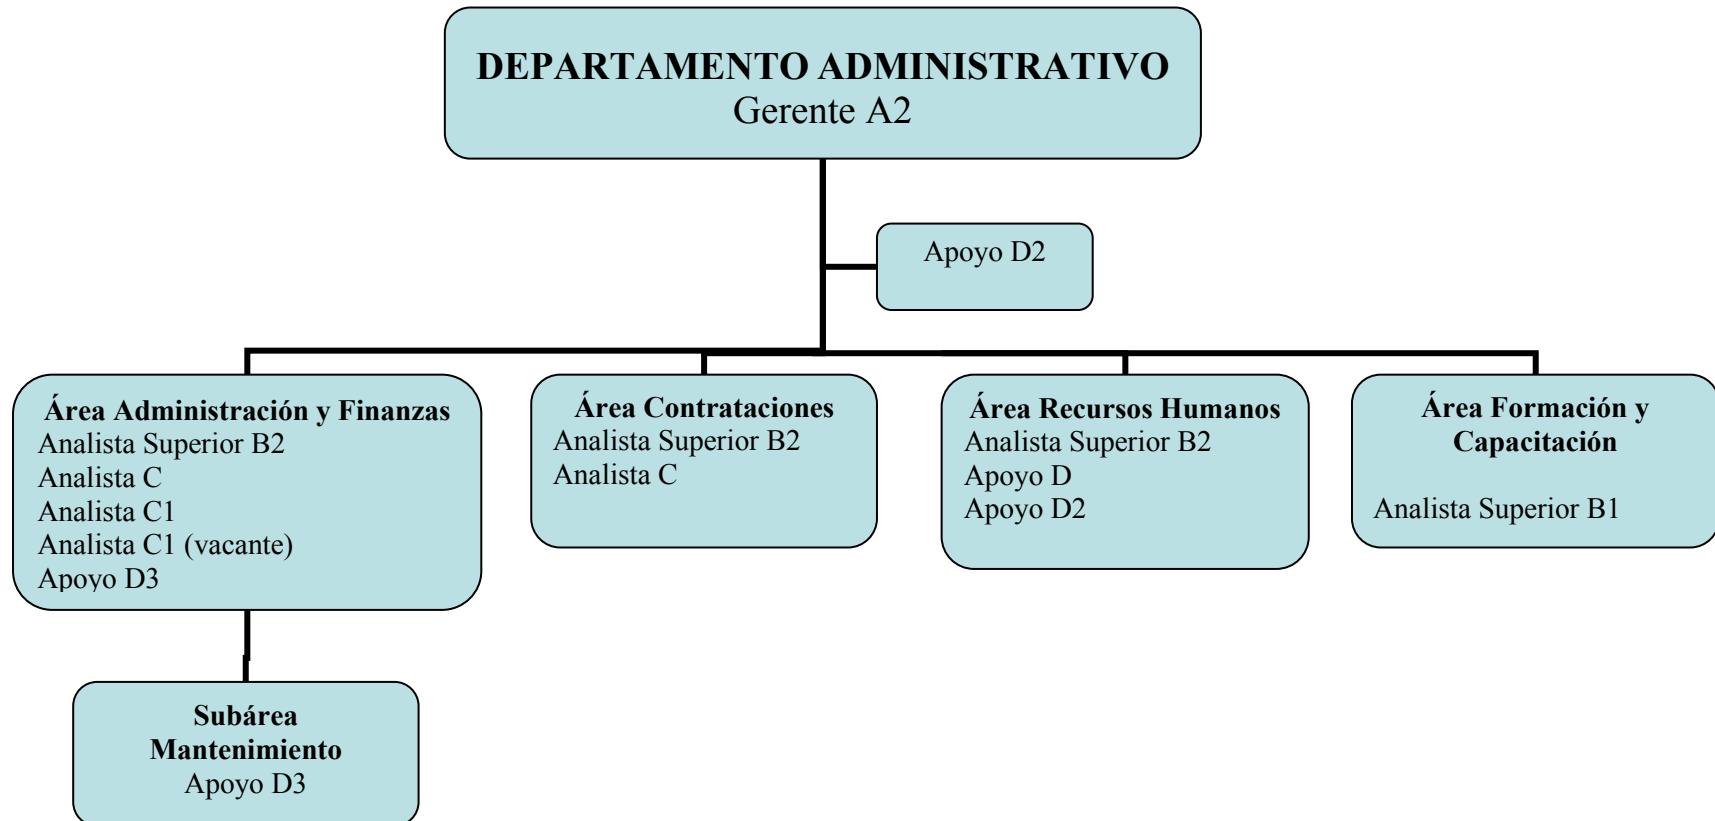 DEPARTAMENTO ADMINISTRATIVO
Gerente A2
Apoyo D2
Área Administración y Finanzas
Analista Superior B2
Analista C
Analista C1
Analista C1 (vacante)
Apoyo D3
Área Contrataciones
Analista Superior B2
Analista C
Área Recursos Humanos
Analista Superior B2
Apoyo D
Apoyo D2
Área Formación y
Capacitación
Analista Superior B1
Subárea
Mantenimiento
Apoyo D3